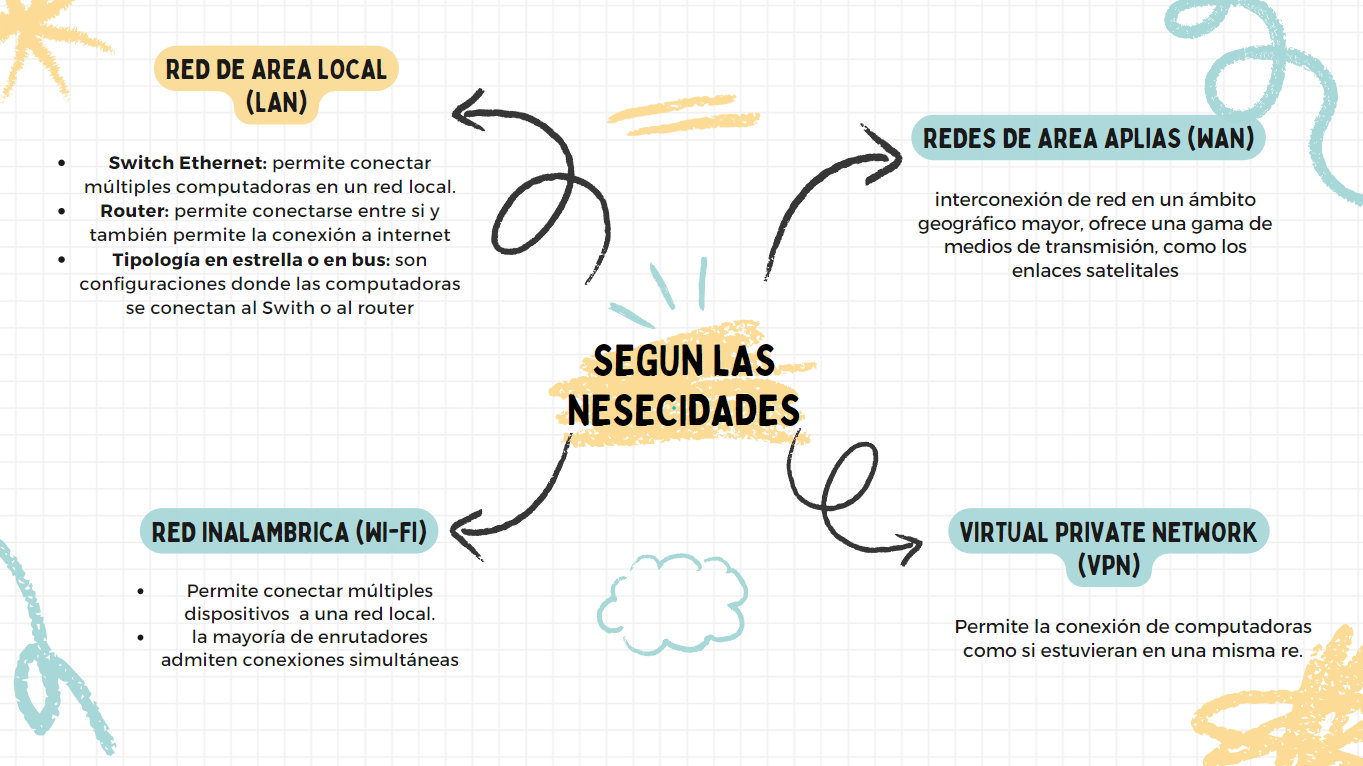 RED DE AREA LOCAL
(LAN)
• Switch Ethernet: permite conectar
múltiples computadoras en un red local.
• Router: permite conectarse entre si y
también permite la conexión a internet
• Tipología en estrella o en bus: son
configuraciones donde las computadoras
se conectan al Swith o al router
REDES DE AREA APLIAS (WAN)
interconexión de red en un ámbito
geográfico mayor, ofrece una gama de
medios de transmisión, como los
enlaces satelitales
SEGUN LAS
NESECIDADES
RED INALAMBRICA (WI-FI)
• Permite conectar múltiples
dispositivos a una red local.
• la mayoría de enrutadores
admiten conexiones simultáneas
VIRTUAL PRIVATE NETWORK
(VPN)
Permite la conexión de computadoras
como si estuvieran en una misma re.